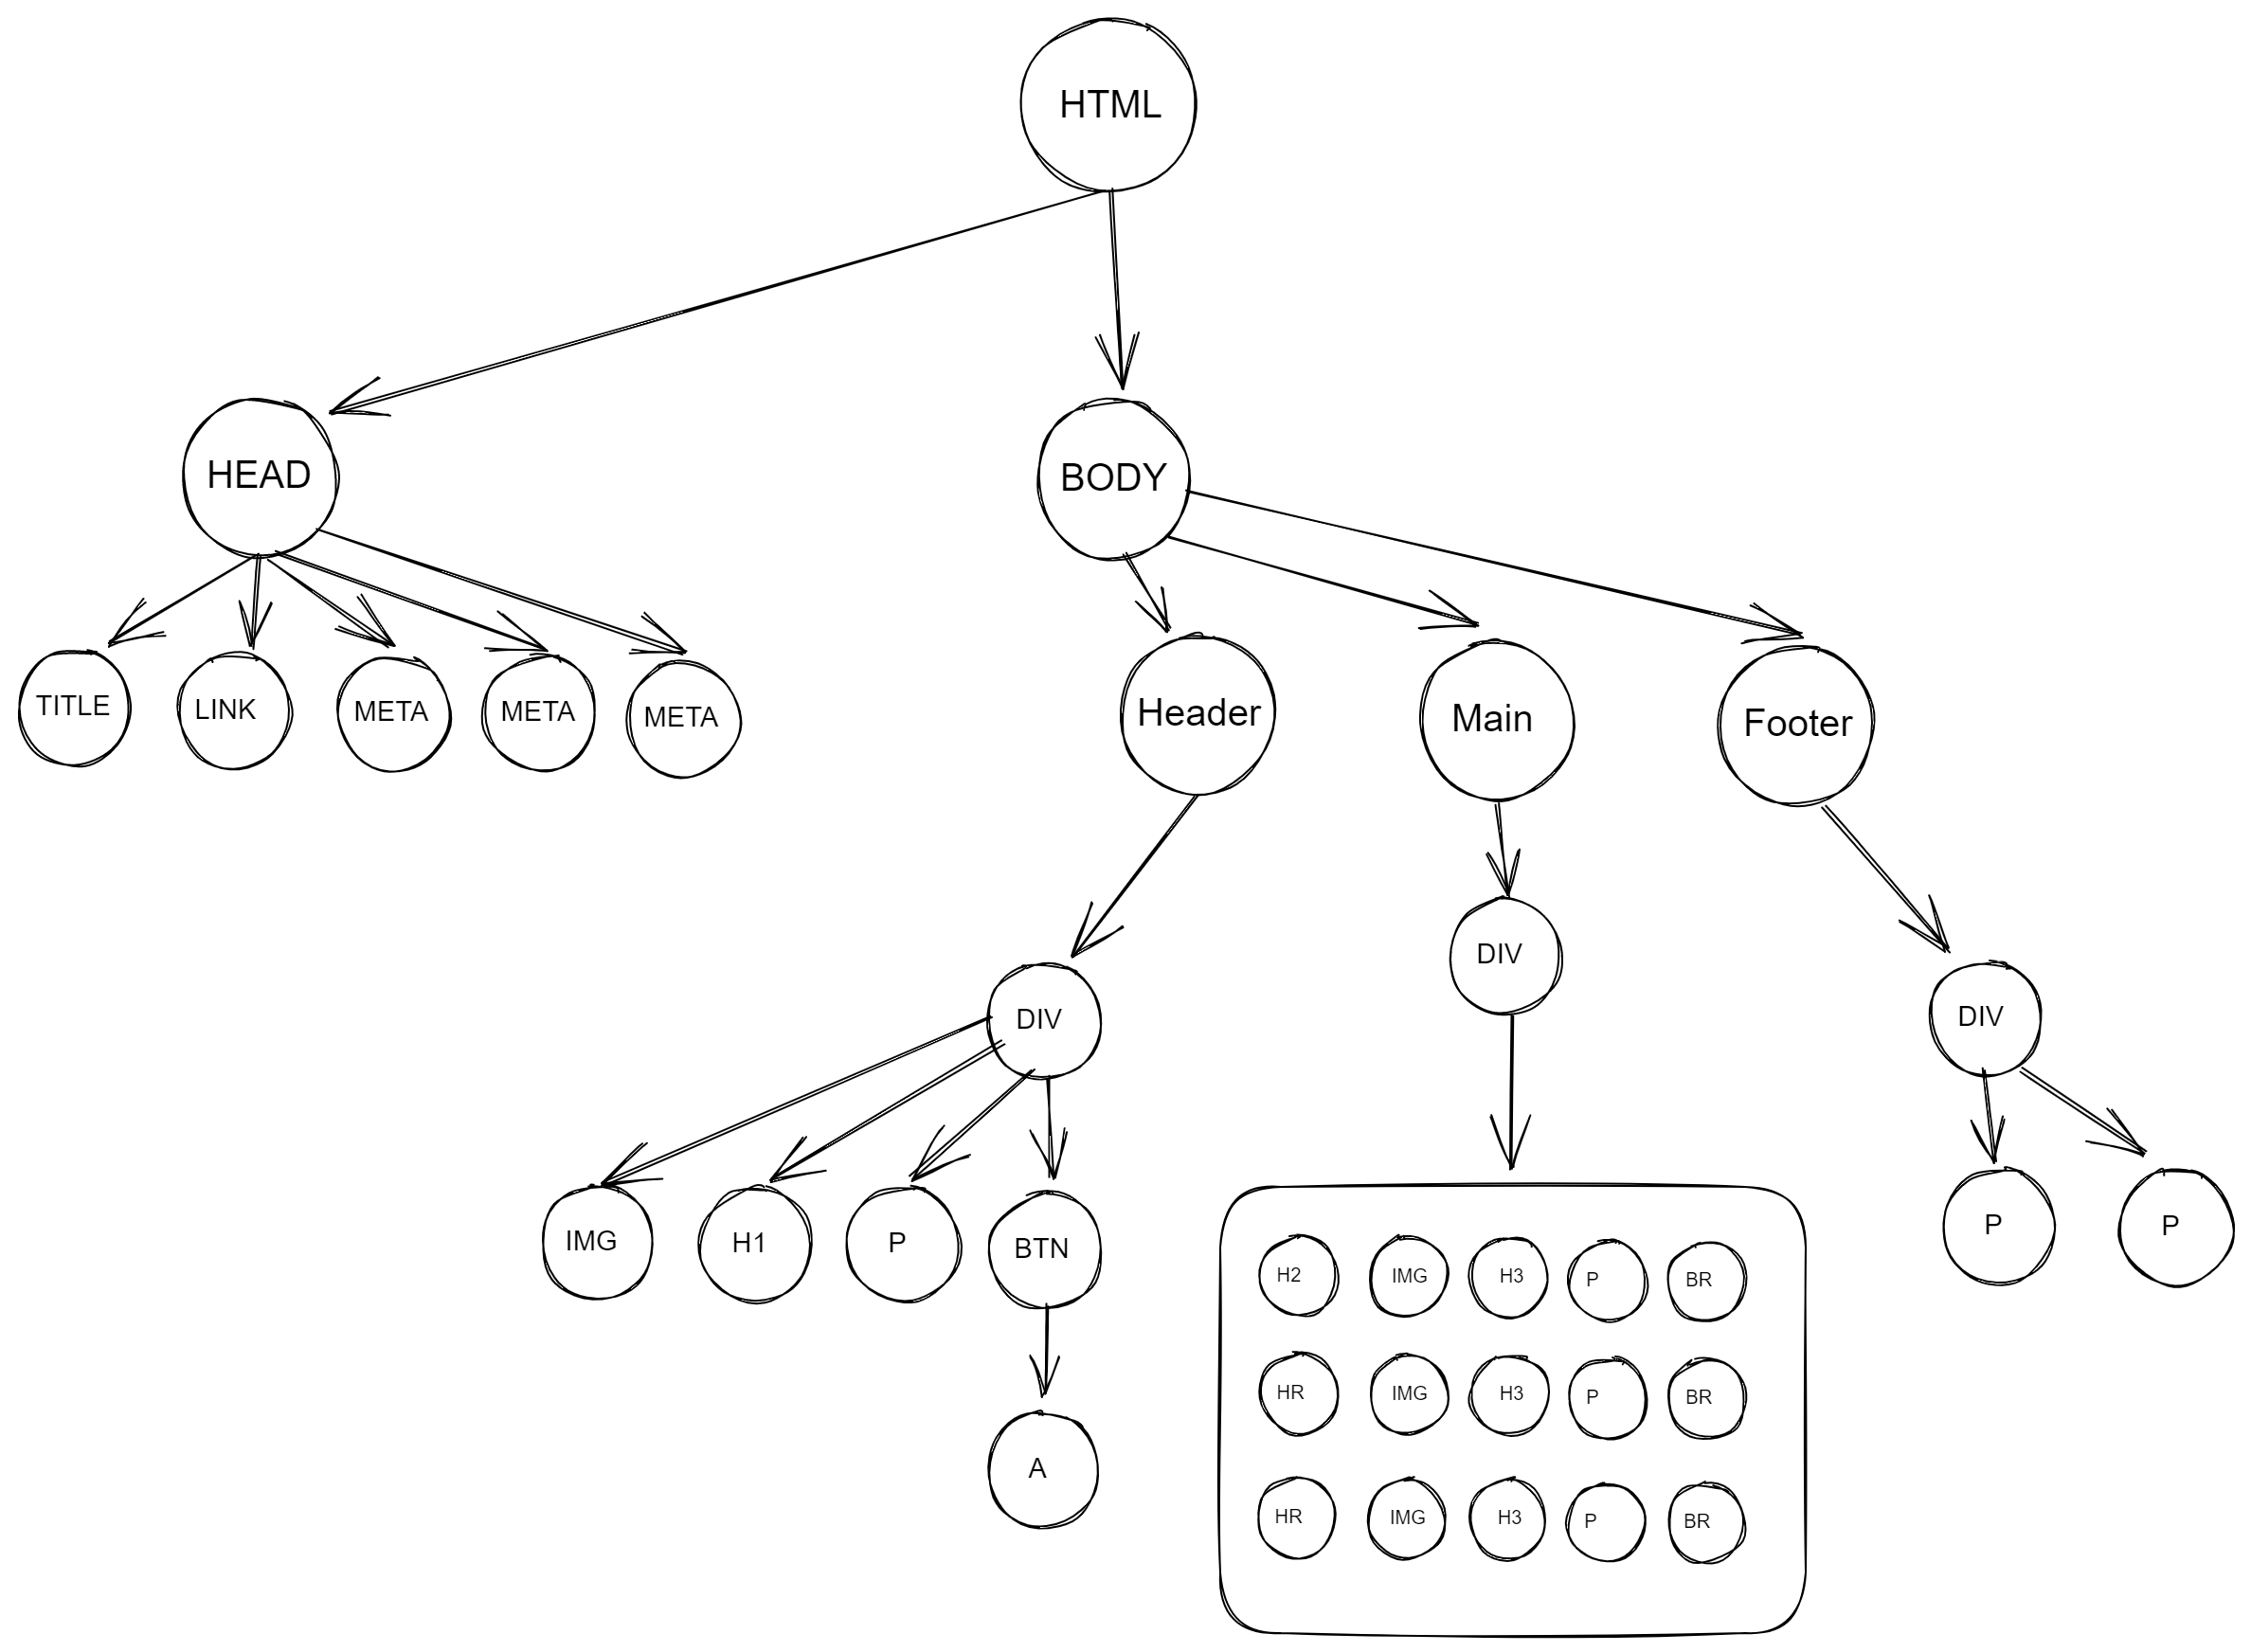 HTML
HEAD
BODY
TITLE
LINK
META
META
META
Header
Main
Footer
DIV
DIV
DIV
IMG
H1
P
BTN
A
H2 IMG H3 P BR
HR IMG H3 P BR
HR IMG H3 P BR
P
P